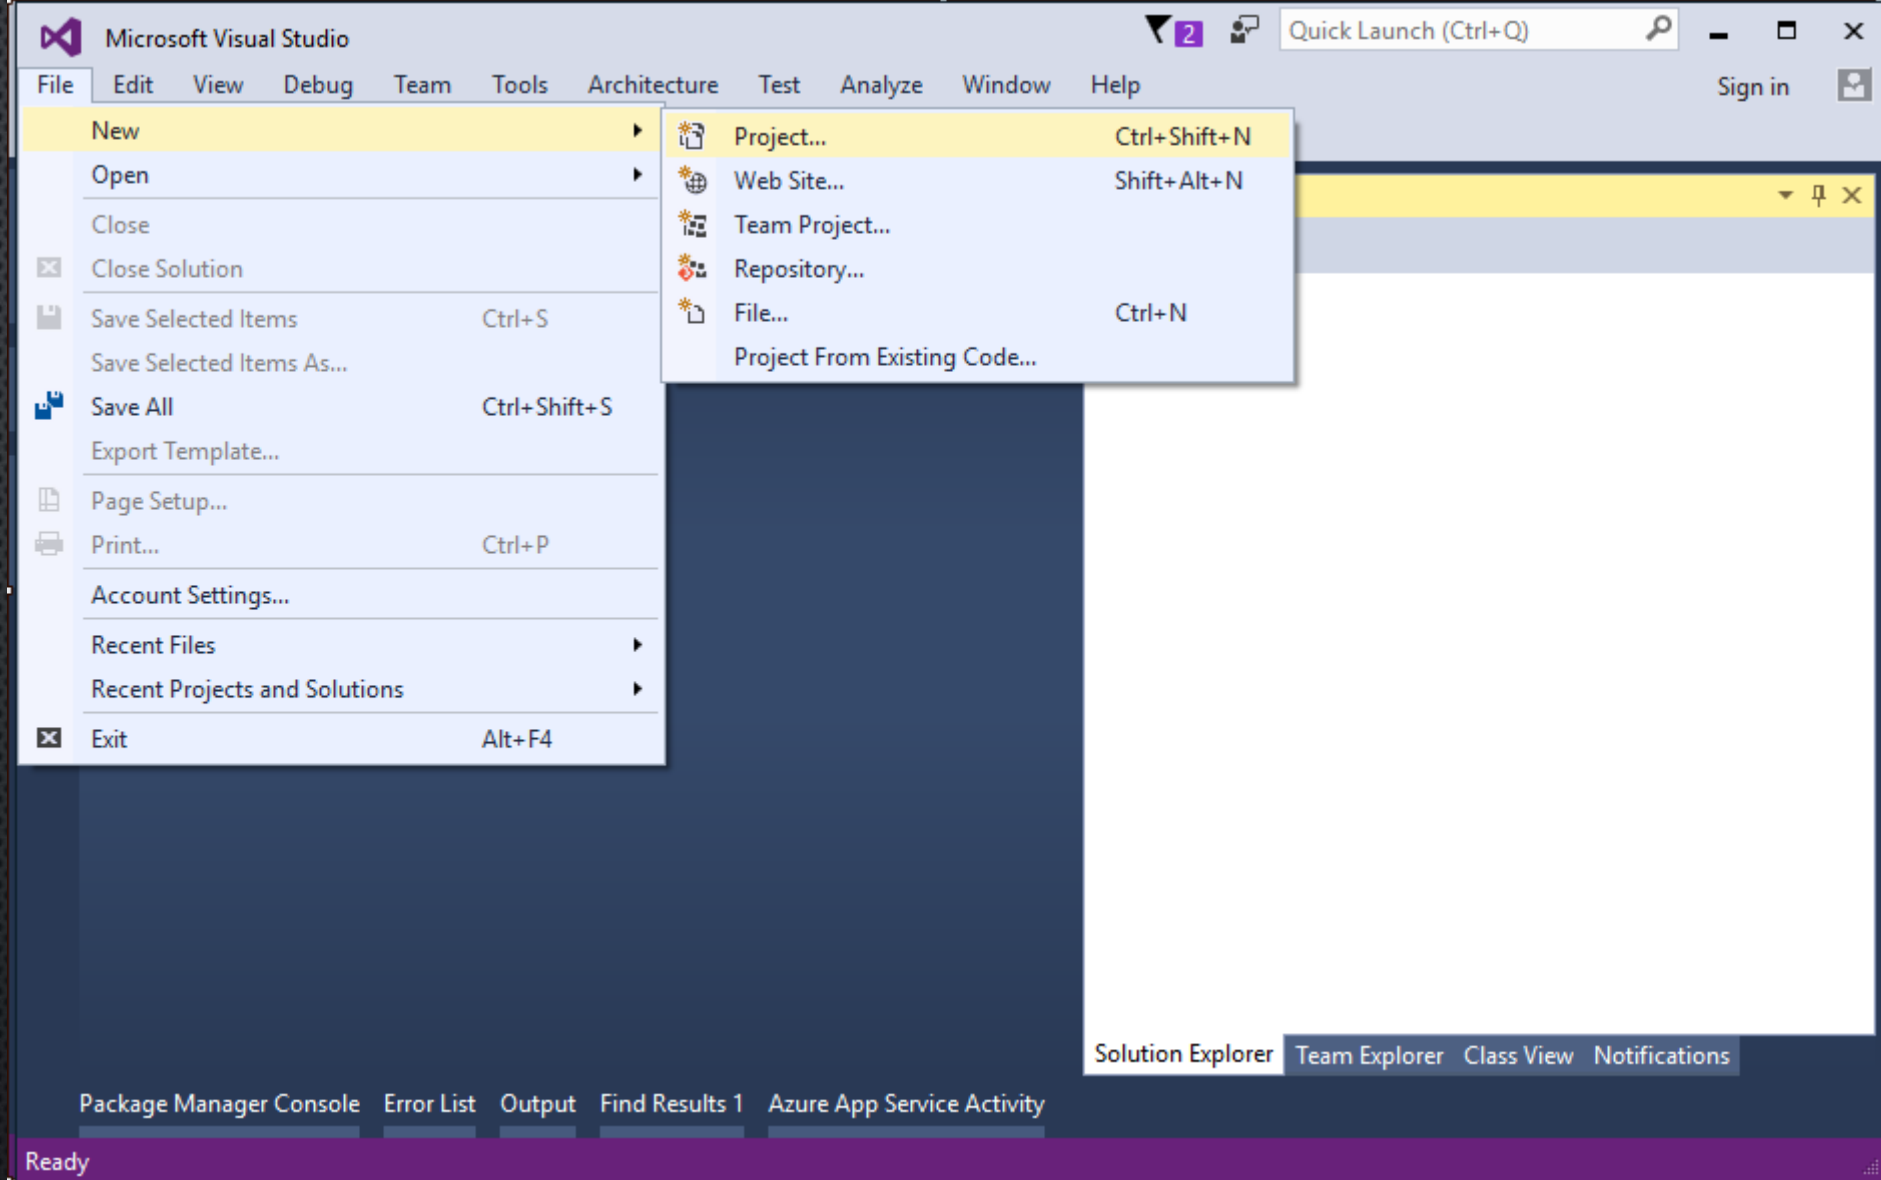 Microsoft Visual Studio
2
Quick Launch (Ctrl+Q)
File Edit View Debug Team Tools Architecture Test Analyze Window Help
Sign in
New
Open
Close
Close Solution
Save Selected Items Ctrl+S
Save Selected Items As...
Save All Ctrl+Shift+S
Export Template...
Page Setup...
Print... Ctrl+P
Account Settings...
Recent Files
Recent Projects and Solutions
Exit Alt+F4
Project... Ctrl+Shift+N
Web Site... Shift+Alt+N
Team Project...
Repository...
File... Ctrl+N
Project From Existing Code...
Solution Explorer Team Explorer Class View Notifications
Package Manager Console Error List Output Find Results 1 Azure App Service Activity
Ready